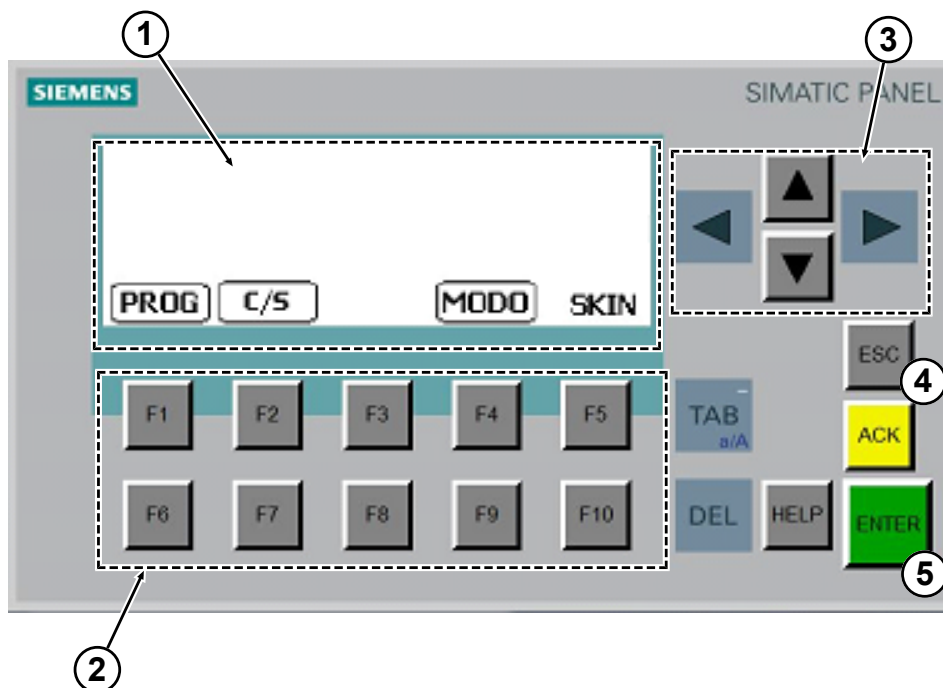 1
3
SIEMENS
SIMATIC PANEL
PROG C/S MODO SKIN
ESC
4
F1 F2 F3 F4 F5
TAB
a/A
ACK
F6 F7 F8 F9 F10
DEL HELP ENTER
5
2